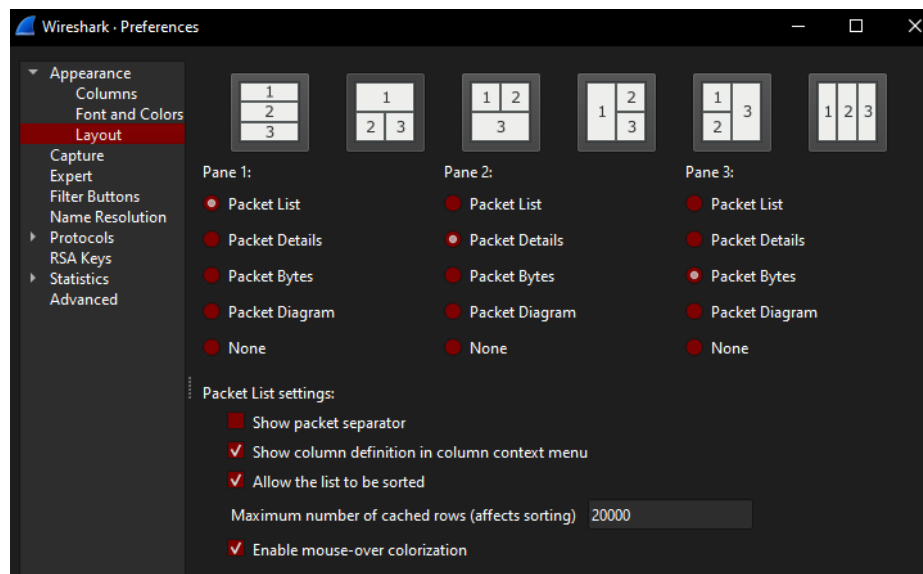 Wireshark · Preferences
Appearance
Columns
Font and Colors
Layout
Capture
Expert
Filter Buttons
Name Resolution
Protocols
RSA Keys
Statistics
Advanced
1
2
3
1
2 3
1 2
3
1 2
3
1 3
2
1 2 3
Pane 1: Pane 2: Pane 3:
Packet List Packet List Packet List
Packet Details Packet Details Packet Details
Packet Bytes Packet Bytes Packet Bytes
Packet Diagram Packet Diagram Packet Diagram
None None None
Packet List settings:
Show packet separator
Show column definition in column context menu
Allow the list to be sorted
Maximum number of cached rows (affects sorting) 20000
Enable mouse-over colorization